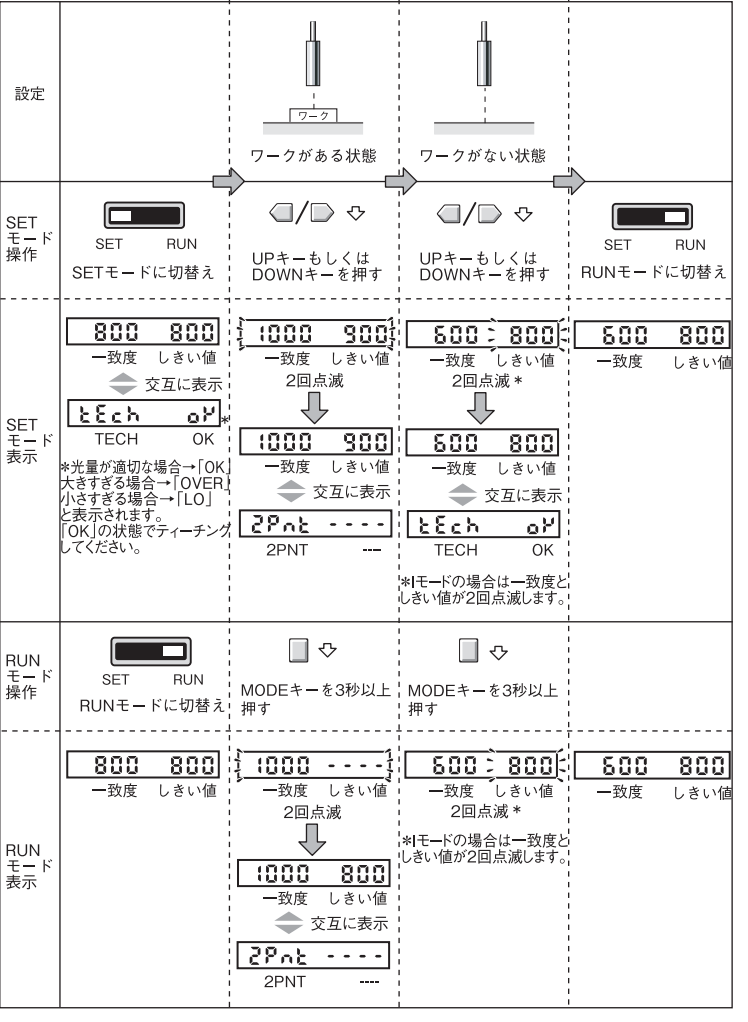 設定
ワーク
ワークがある状態
ワークがない状態
SET
モード
操作
SET RUN
SETモードに切替え
UPキーもしくは
DOWNキーを押す
UPキーもしくは
DOWNキーを押す
SET RUN
RUNモードに切替え
SET
モード
表示
800 800
一致度 しきい値
交互に表示
tEch oK*
TECH OK
*光量が適切な場合→「OK」
大きすぎる場合→「OVER」
小さすぎる場合→「LO」
と表示されます。
「OK」の状態でティーチング
してください。
1000 900
一致度 しきい値
2回点滅
1000 900
一致度 しきい値
交互に表示
2Pnt ----
2PNT ----
600 800
一致度 しきい値
2回点滅*
600 800
一致度 しきい値
交互に表示
tEch oK
TECH OK
*Iモードの場合は一致度と
しきい値が2回点滅します。
600 800
一致度 しきい値
RUN
モード
操作
SET RUN
RUNモードに切替え
MODEキーを3秒以上
押す
MODEキーを3秒以上
押す
RUN
モード
表示
800 800
一致度 しきい値
1000 ----
一致度 しきい値
2回点滅
1000 800
一致度 しきい値
交互に表示
2Pnt ----
2PNT ----
600 800
一致度 しきい値
2回点滅*
*Iモードの場合は一致度と
しきい値が2回点滅します。
600 800
一致度 しきい値